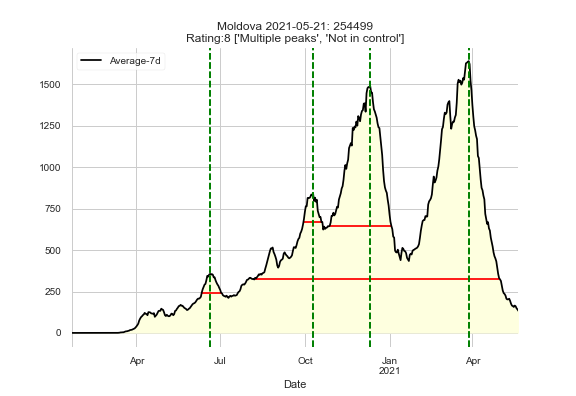 Moldova 2021-05-21: 254499
Rating:8 ['Multiple peaks', 'Not in control']
Average-7d
1500
1250
1000
750
500
250
0
Apr Jul Oct Jan Apr
2021
Date